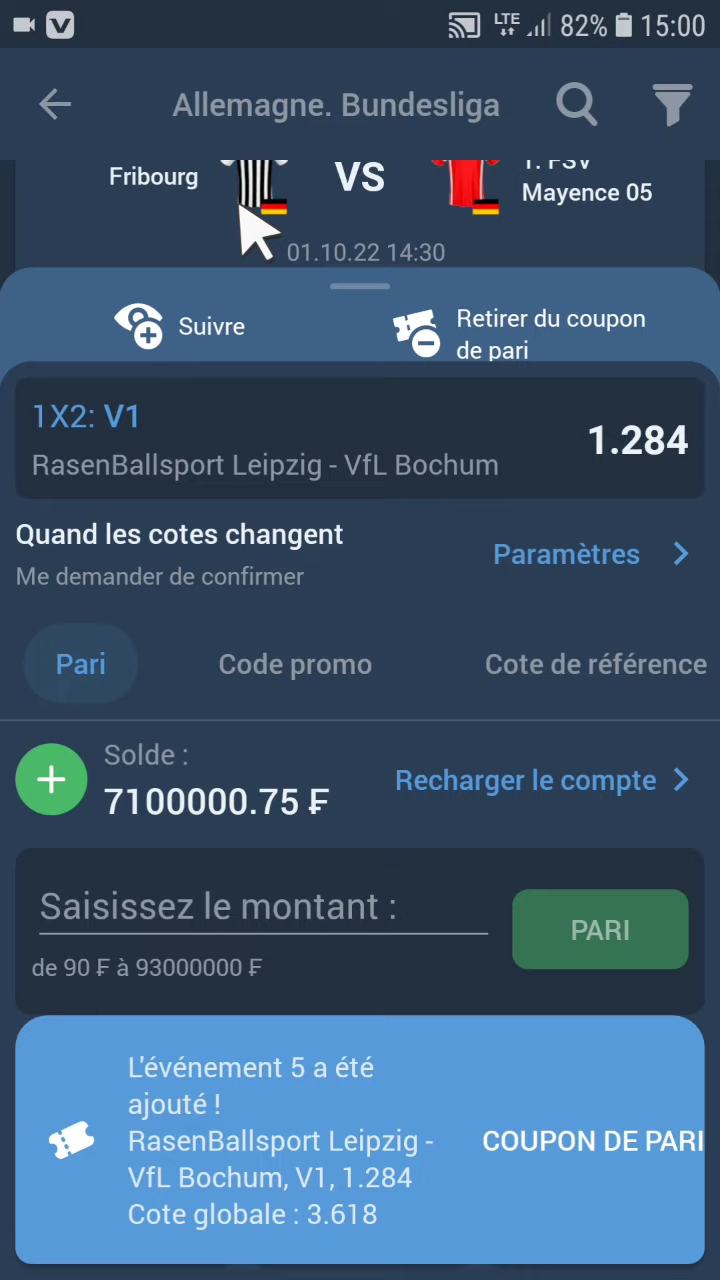 LTE 82% 15:00
Allemagne. Bundesliga
Fribourg VS 1. FSV
Mayence 05
01.10.22 14:30
Suivre
Retirer du coupon
de pari
1X2: V1
1.284
RasenBallsport Leipzig - VfL Bochum
Quand les cotes changent
Me demander de confirmer
Paramètres
Pari Code promo Cote de référence
Solde :
7100000.75 ₣
Recharger le compte
Saisissez le montant :
PARI
de 90 ₣ à 93000000 ₣
L'événement 5 a été
ajouté !
RasenBallsport Leipzig -
VfL Bochum, V1, 1.284
Cote globale : 3.618
COUPON DE PARI